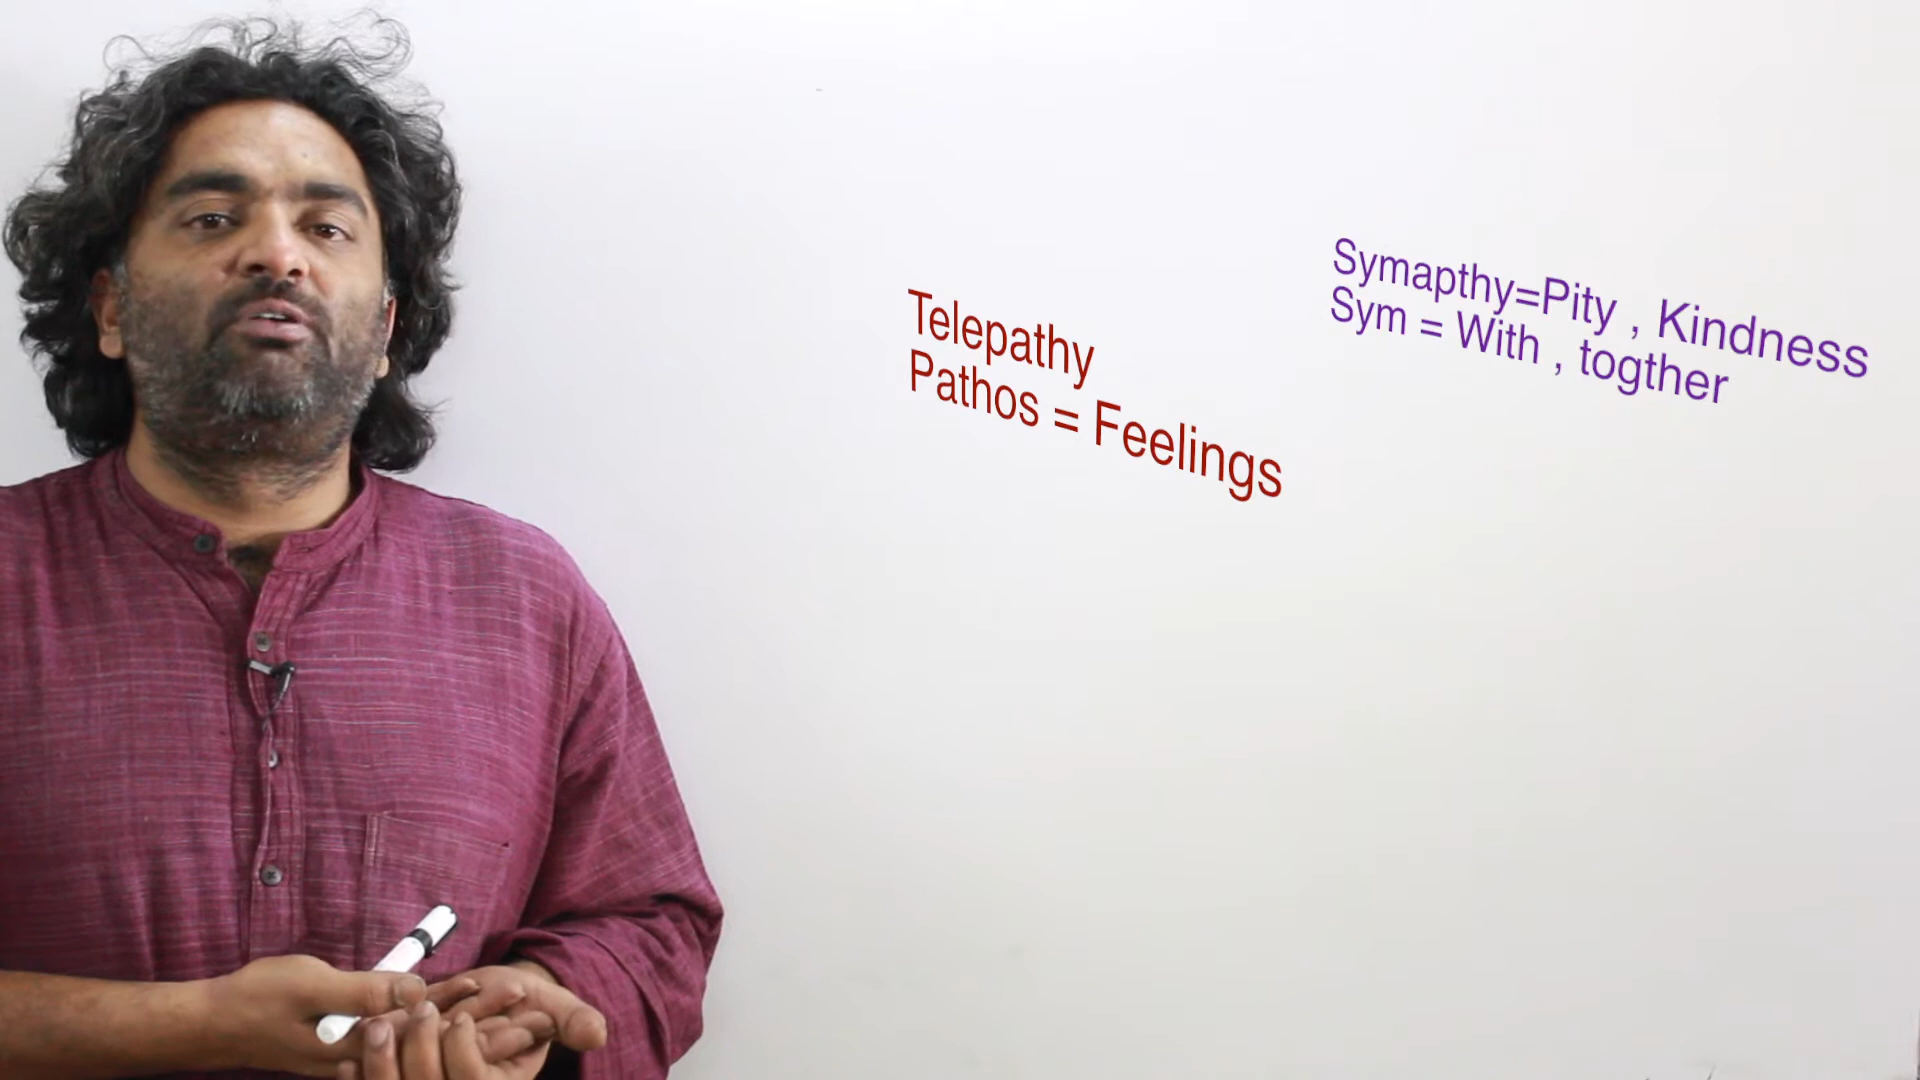 Telepathy
Pathos = Feelings
Symapthy=Pity , Kindness
Sym = With , togther